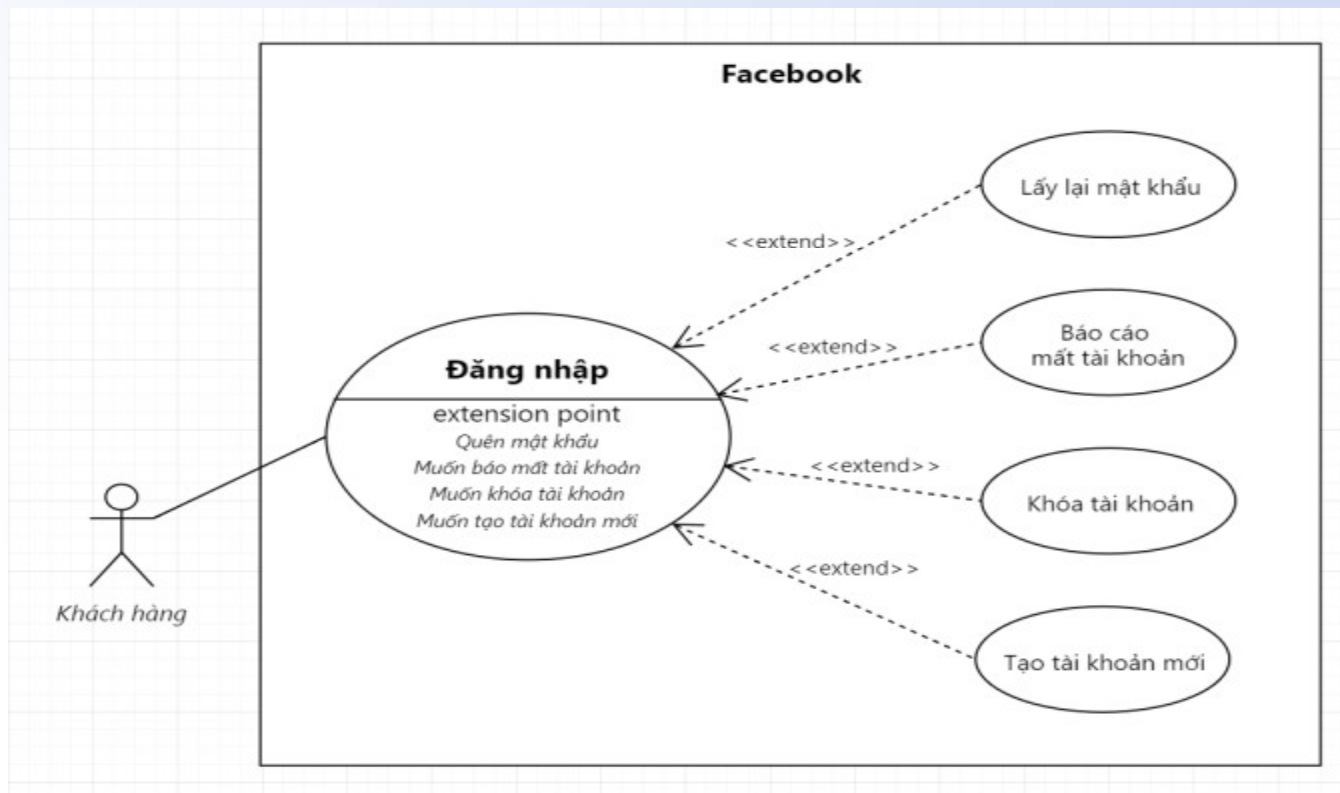 Facebook
Lấy lại mật khẩu
<<extend>>
Báo cáo
mất tài khoản
<<extend>>
Đăng nhập
extension point
Quên mật khẩu
Muốn báo mất tài khoản
Muốn khóa tài khoản
Muốn tạo tài khoản mới
<<extend>>
Khóa tài khoản
<<extend>>
Tạo tài khoản mới
Khách hàng